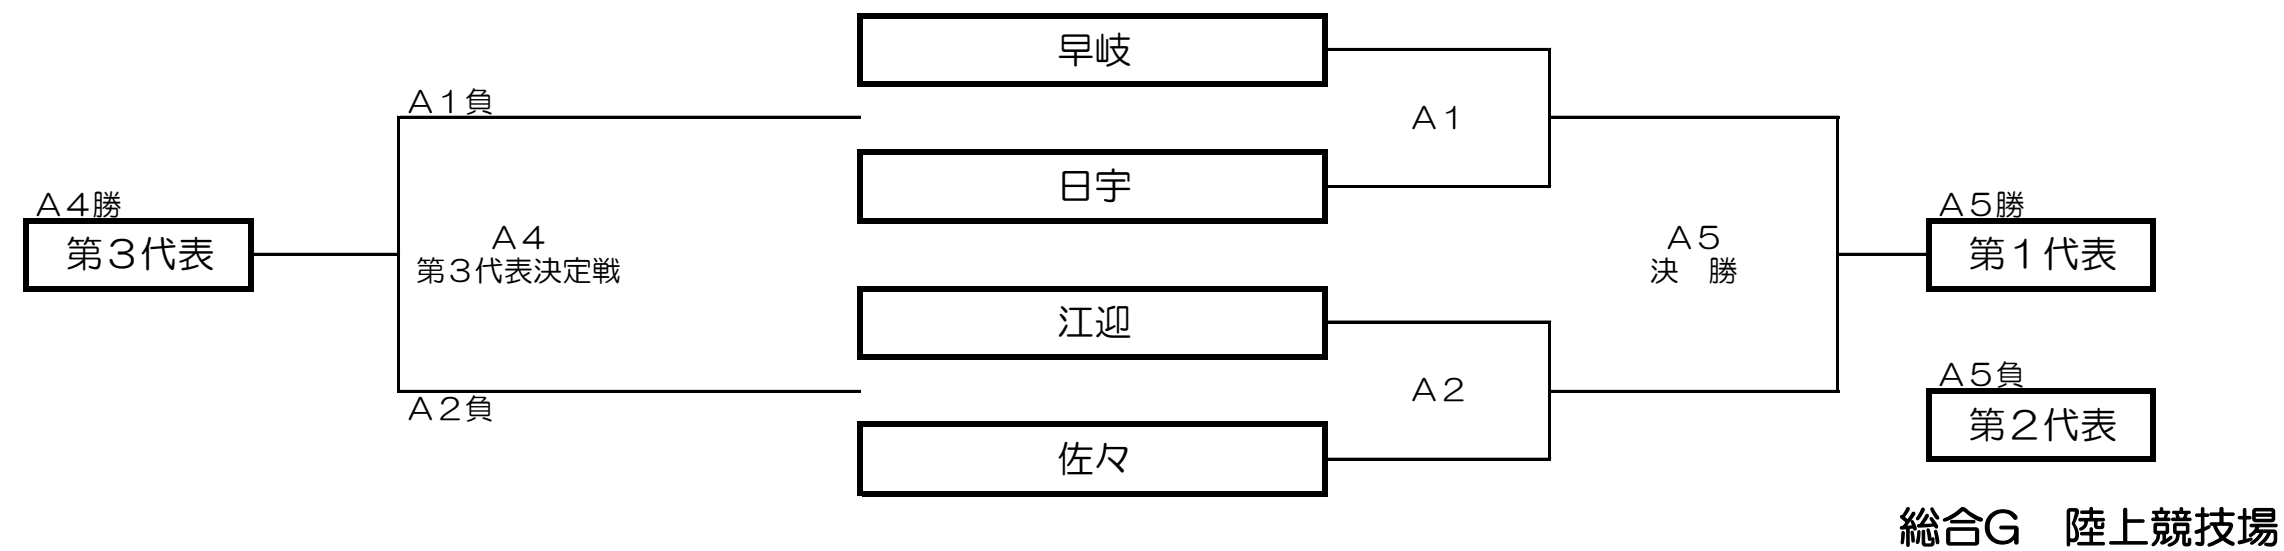 早岐
A1負
A1
日宇
A4勝
第3代表
A4
第3代表決定戦
A5
決　勝
A5勝
第1代表
江迎
A5負
第2代表
A2
A2負
佐々
総合G　陸上競技場